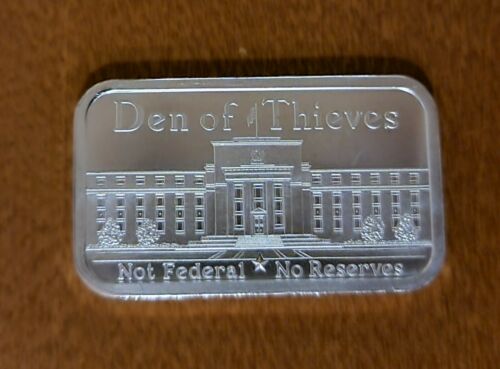 Den of Thieves
Not Federal ★ No Reserves